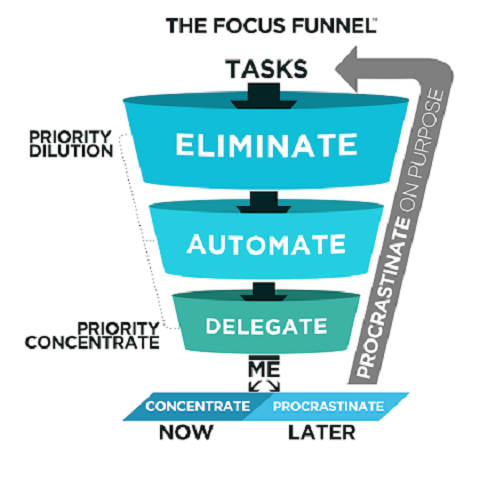 THE FOCUS FUNNEL™
TASKS
PRIORITY
DILUTION
ELIMINATE
AUTOMATE
PRIORITY
CONCENTRATE
DELEGATE
ME
CONCENTRATE PROCRASTINATE
NOW LATER
PROCRASTINATE ON PURPOSE